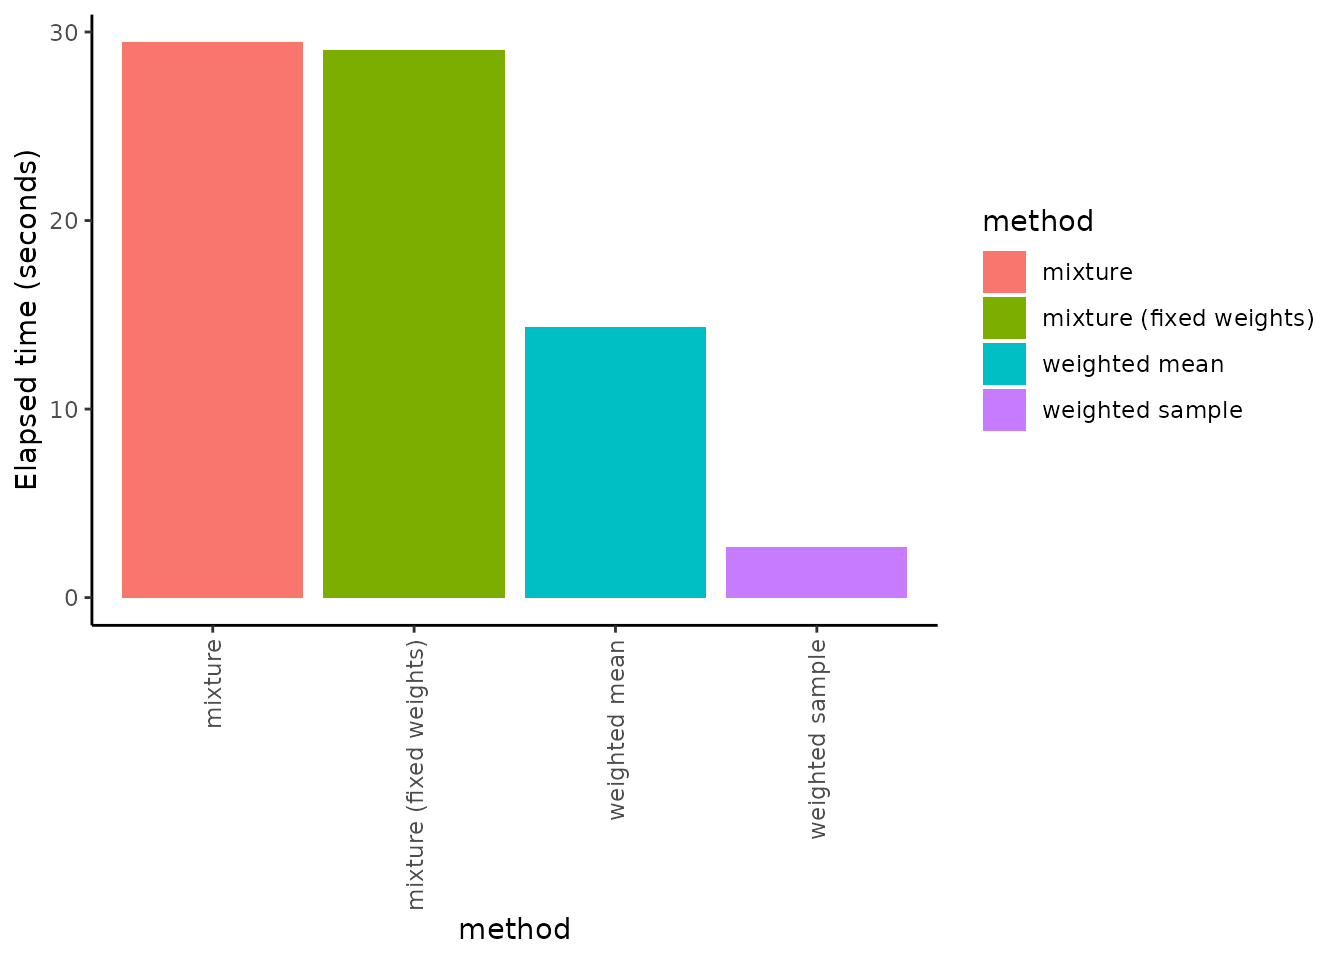 Elapsed time (seconds)
30
20
10
0
mixture
mixture (fixed weights)
weighted mean
weighted sample
method
method
mixture
mixture (fixed weights)
weighted mean
weighted sample